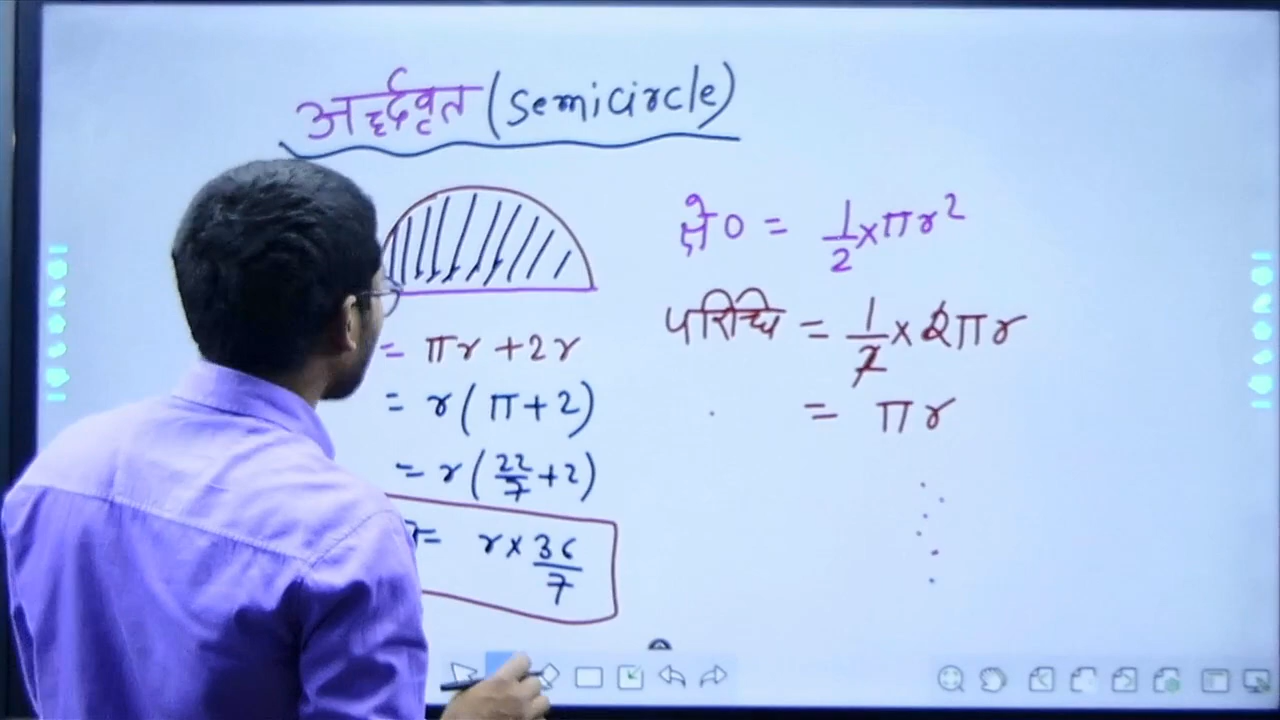 अर्द्धवृत (Semicircle)
क्षे० = 1/2 × πr²
परिधि = 1/2 × 2πr
= πr
= πr + 2r
= r(π+2)
= r(22/7 + 2)
= r × 36/7